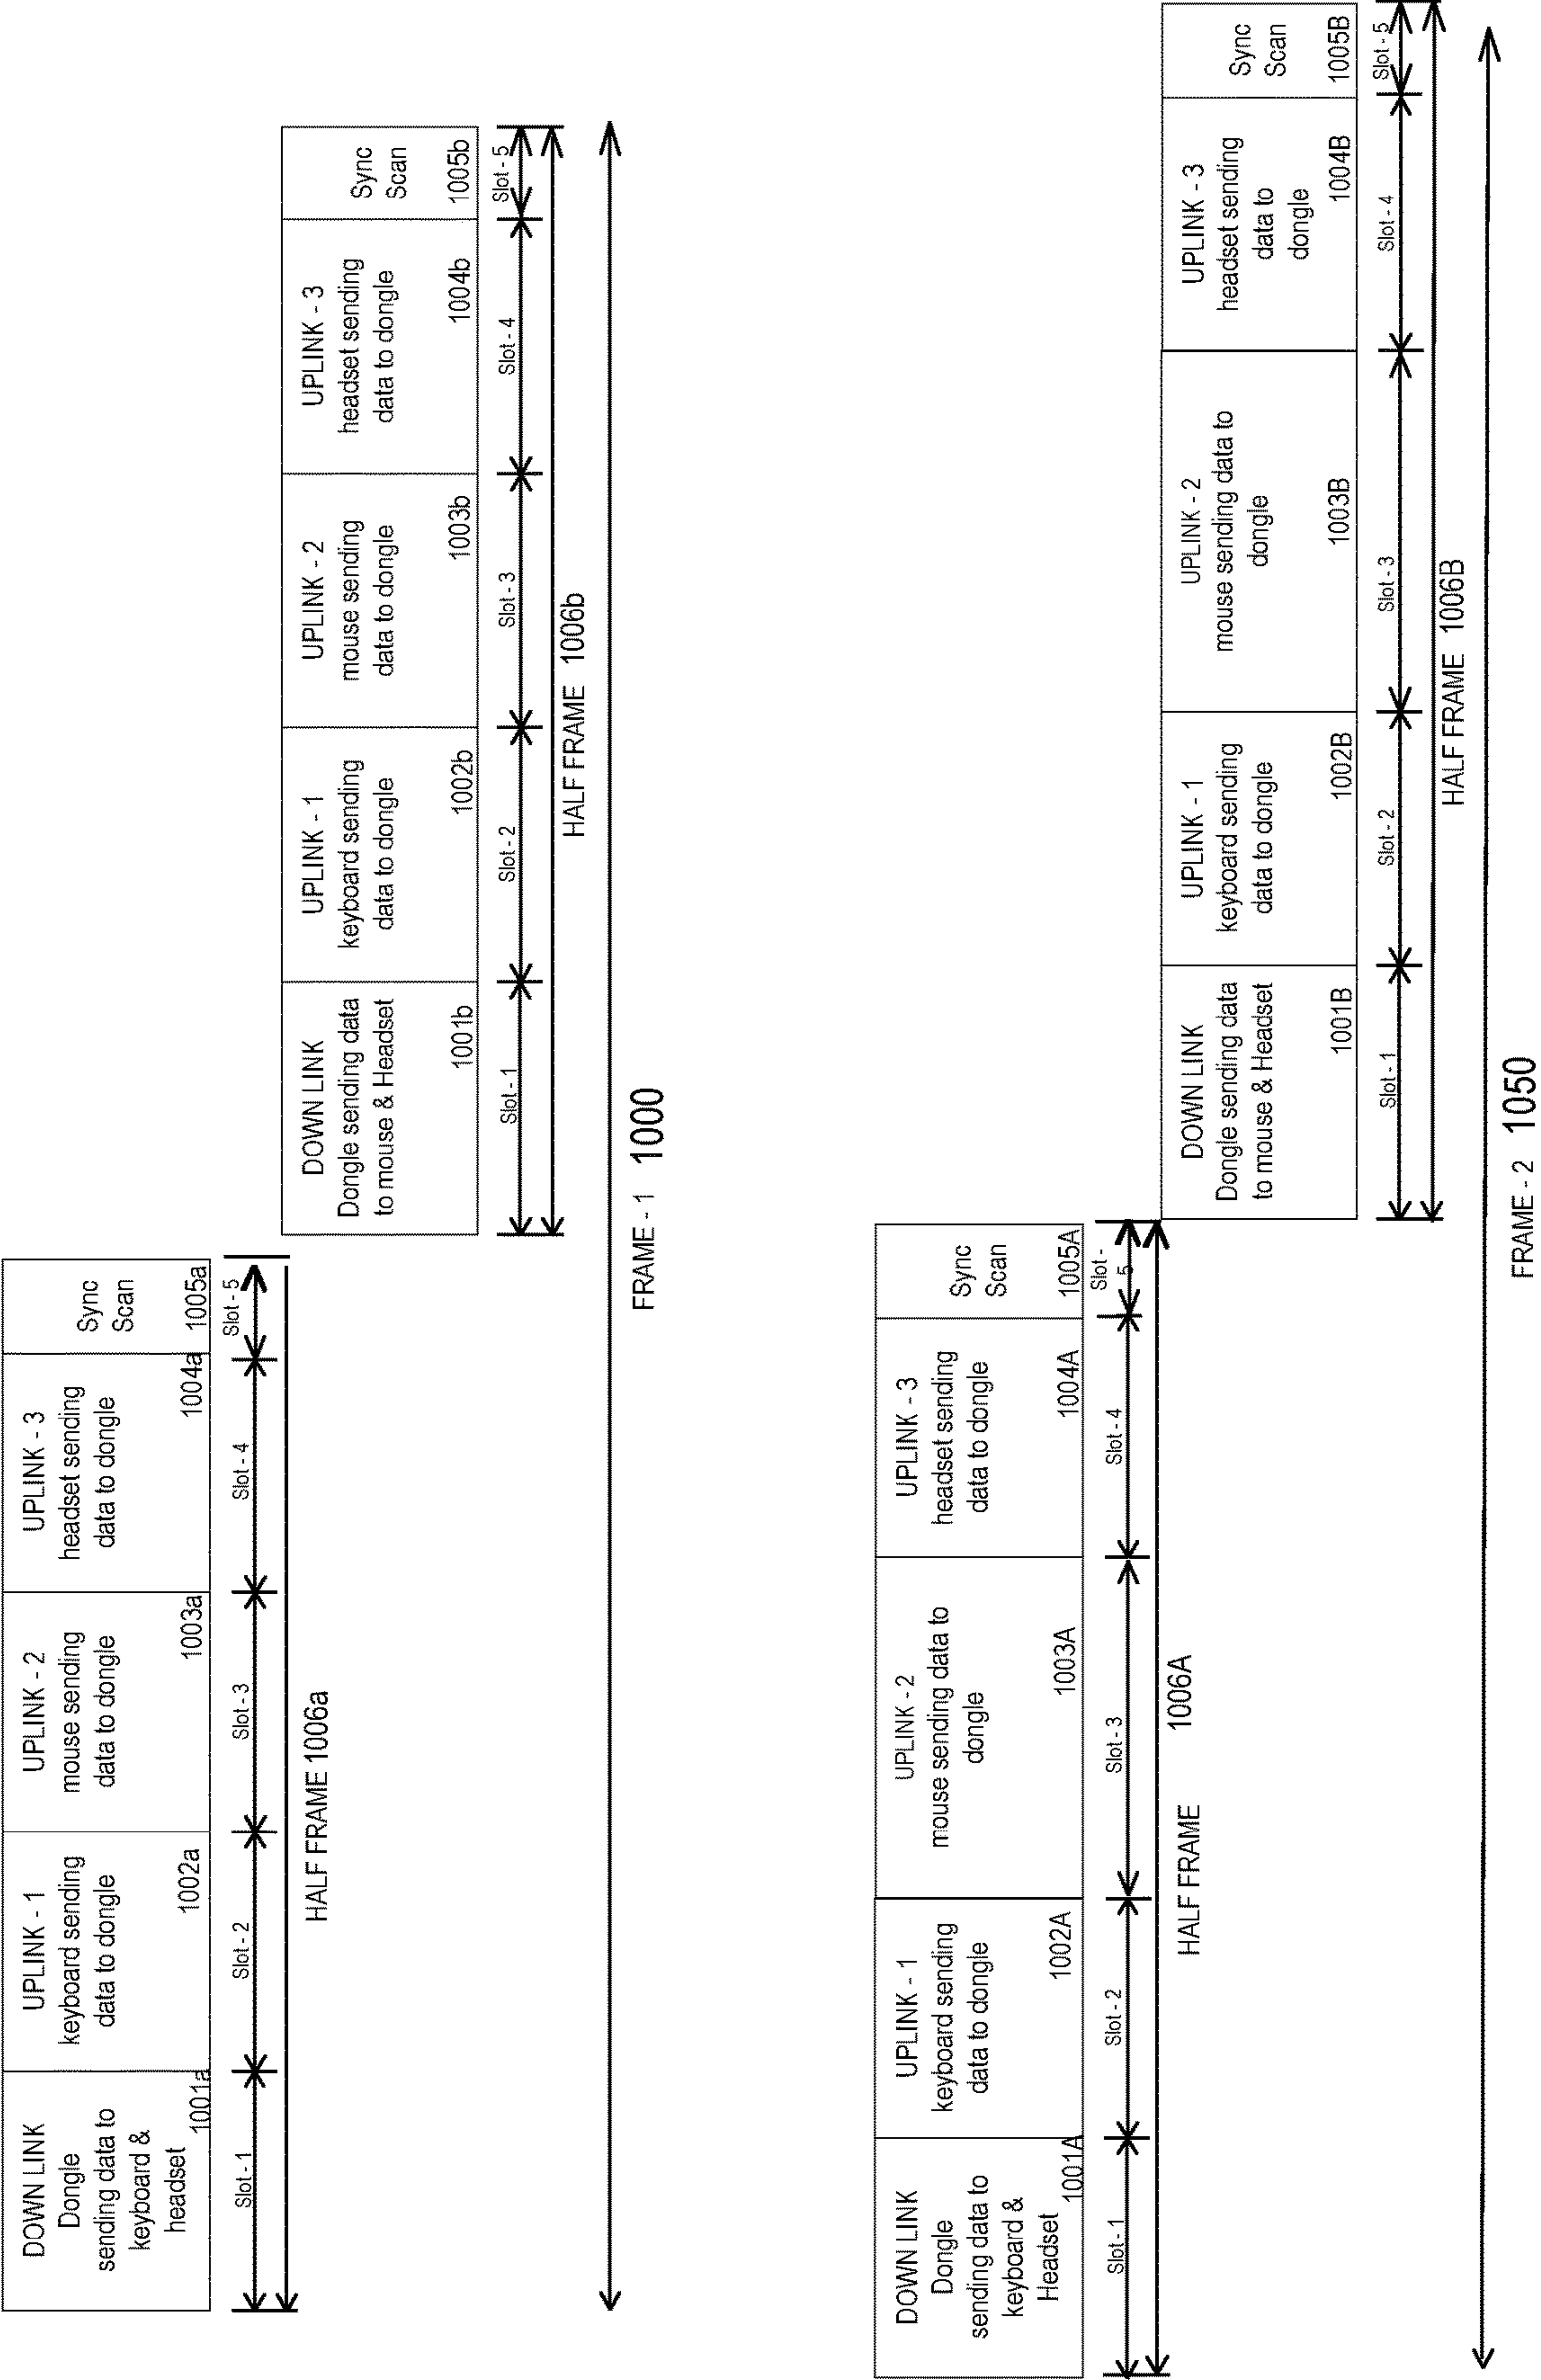 DOWN LINK
Dongle
sending data to
keyboard &
headset
1001a
UPLINK - 1
keyboard sending
data to dongle
1002a
UPLINK - 2
mouse sending
data to dongle
1003a
UPLINK - 3
headset sending
data to dongle
1004a
Sync
Scan
1005a
Slot - 1
Slot - 2
Slot - 3
Slot - 4
Slot - 5
HALF FRAME 1006a
DOWN LINK
Dongle sending data
to mouse & Headset
1001b
UPLINK - 1
keyboard sending
data to dongle
1002b
UPLINK - 2
mouse sending
data to dongle
1003b
UPLINK - 3
headset sending
data to dongle
1004b
Sync
Scan
1005b
Slot - 1
Slot - 2
Slot - 3
Slot - 4
Slot - 5
HALF FRAME 1006b
FRAME - 1 1000
DOWN LINK
Dongle
sending data to
keyboard &
Headset
1001A
UPLINK - 1
keyboard sending
data to dongle
1002A
UPLINK - 2
mouse sending data to
dongle
1003A
UPLINK - 3
headset sending
data to dongle
1004A
Sync
Scan
1005A
Slot - 1
Slot - 2
Slot - 3
Slot - 4
Slot -
5
HALF FRAME 1006A
DOWN LINK
Dongle sending data
to mouse & Headset
1001B
UPLINK - 1
keyboard sending
data to dongle
1002B
UPLINK - 2
mouse sending data to
dongle
1003B
UPLINK - 3
headset sending
data to
dongle
1004B
Sync
Scan
1005B
Slot - 1
Slot - 2
Slot - 3
Slot - 4
Slot - 5
HALF FRAME 1006B
FRAME - 2 1050